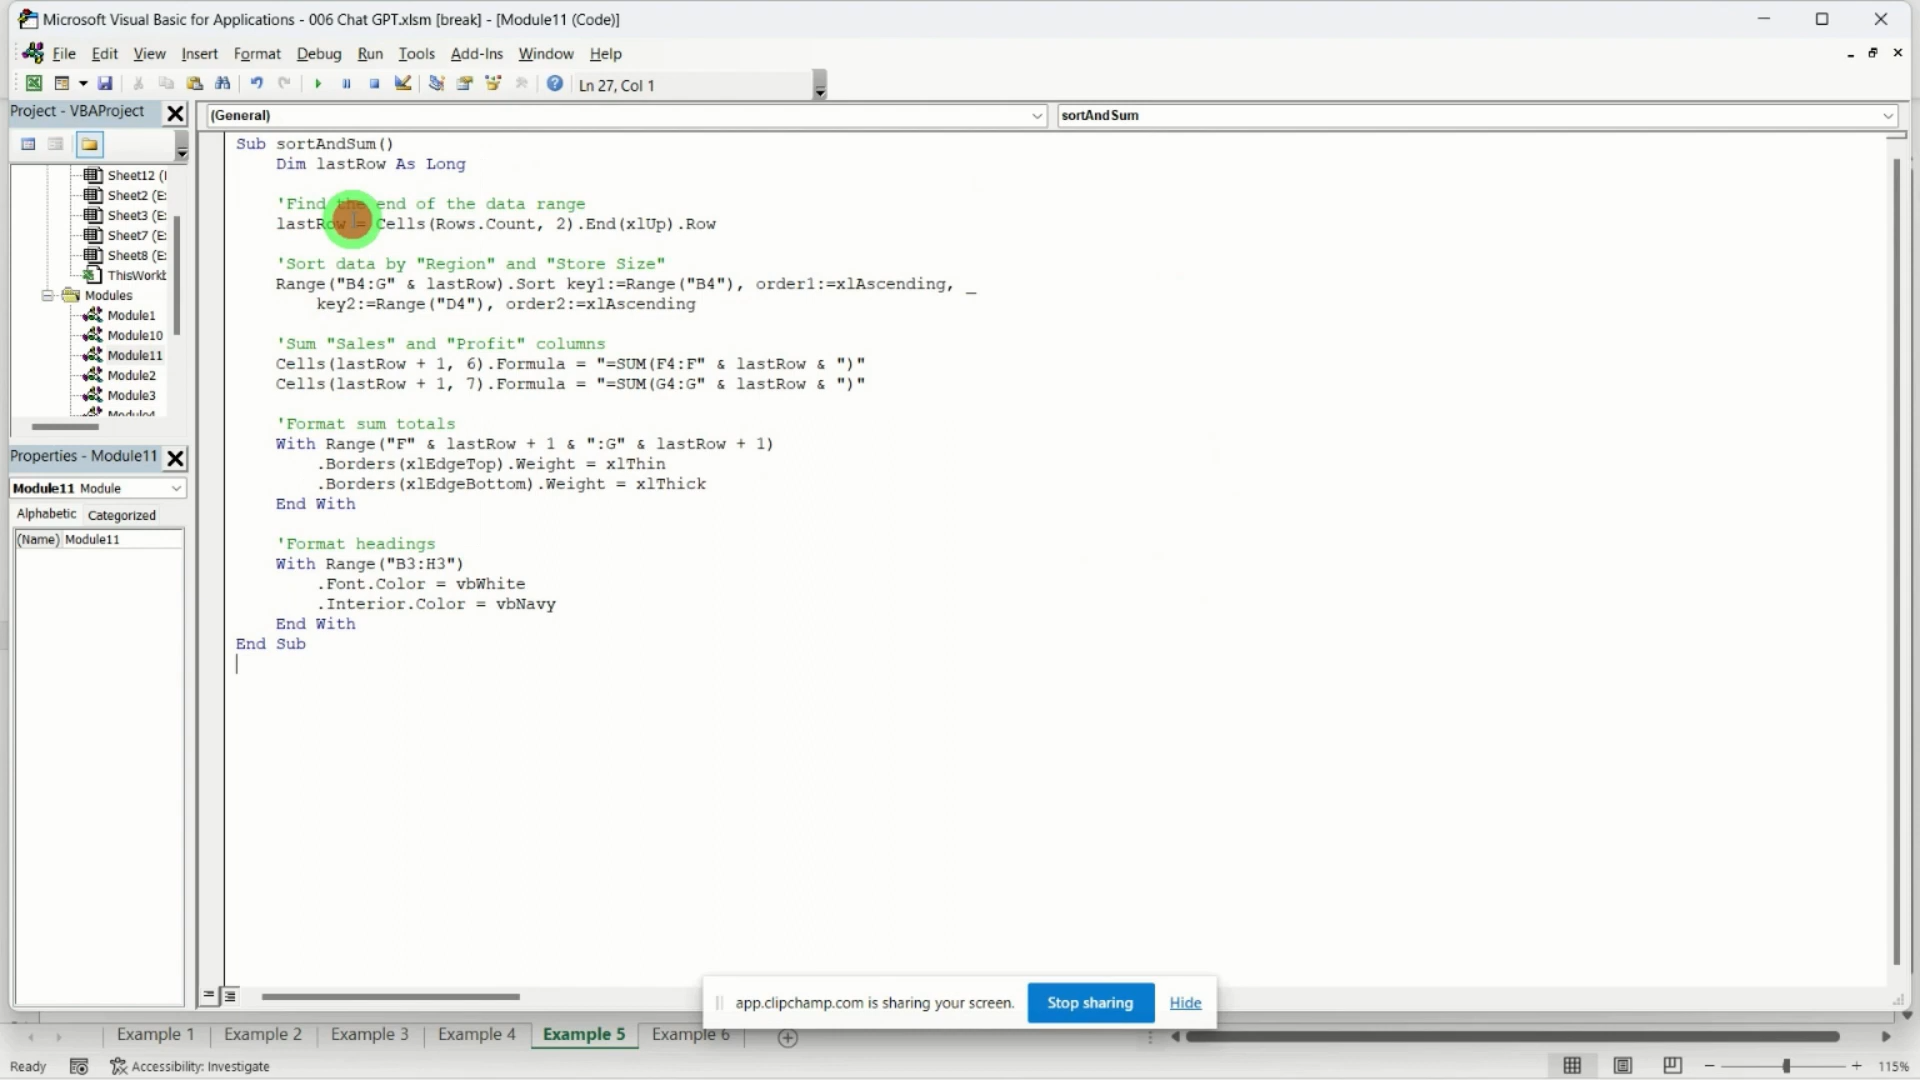 Microsoft Visual Basic for Applications - 006 Chat GPT.xlsm [break] - [Module11 (Code)]
File Edit View Insert Format Debug Run Tools Add-Ins Window Help
Ln 27, Col 1
Project - VBAProject
(General)
sortAndSum
Sheet12 (
Sheet2 (E
Sheet3 (E
Sheet7 (E
Sheet8 (E
ThisWork
Modules
Module1
Module10
Module11
Module2
Module3
Module4
Properties - Module11
Module11 Module
Alphabetic Categorized
(Name) Module11
Sub sortAndSum()
Dim lastRow As Long
'Find the end of the data range
lastRow = Cells(Rows.Count, 2).End(xlUp).Row
'Sort data by "Region" and "Store Size"
Range("B4:G" & lastRow).Sort key1:=Range("B4"), order1:=xlAscending, _
key2:=Range("D4"), order2:=xlAscending
'Sum "Sales" and "Profit" columns
Cells(lastRow + 1, 6).Formula = "=SUM(F4:F" & lastRow & ")"
Cells(lastRow + 1, 7).Formula = "=SUM(G4:G" & lastRow & ")"
'Format sum totals
With Range("F" & lastRow + 1 & ":G" & lastRow + 1)
.Borders(xlEdgeTop).Weight = xlThin
.Borders(xlEdgeBottom).Weight = xlThick
End With
'Format headings
With Range("B3:H3")
.Font.Color = vbWhite
.Interior.Color = vbNavy
End With
End Sub
app.clipchamp.com is sharing your screen. Stop sharing Hide
Example 1 Example 2 Example 3 Example 4 Example 5 Example 6
Ready Accessibility: Investigate 115%